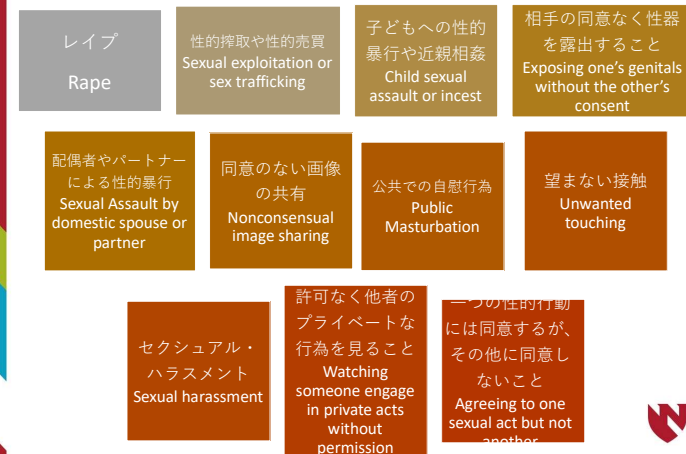 レイプ
Rape
性的搾取や性的売買
Sexual exploitation or
sex trafficking
子どもへの性的
暴行や近親相姦
Child sexual
assault or incest
相手の同意なく性器
を露出すること
Exposing one's genitals
without the other's
consent
配偶者やパートナー
による性的暴行
Sexual Assault by
domestic spouse or
partner
同意のない画像
の共有
Nonconsensual
image sharing
公共での自慰行為
Public
Masturbation
望まない接触
Unwanted
touching
セクシュアル・
ハラスメント
Sexual harassment
許可なく他者の
プライベートな
行為を見ること
Watching
someone engage
in private acts
without
permission
一つの性的行動
には同意するが、
その他に同意し
ないこと
Agreeing to one
sexual act but not
another